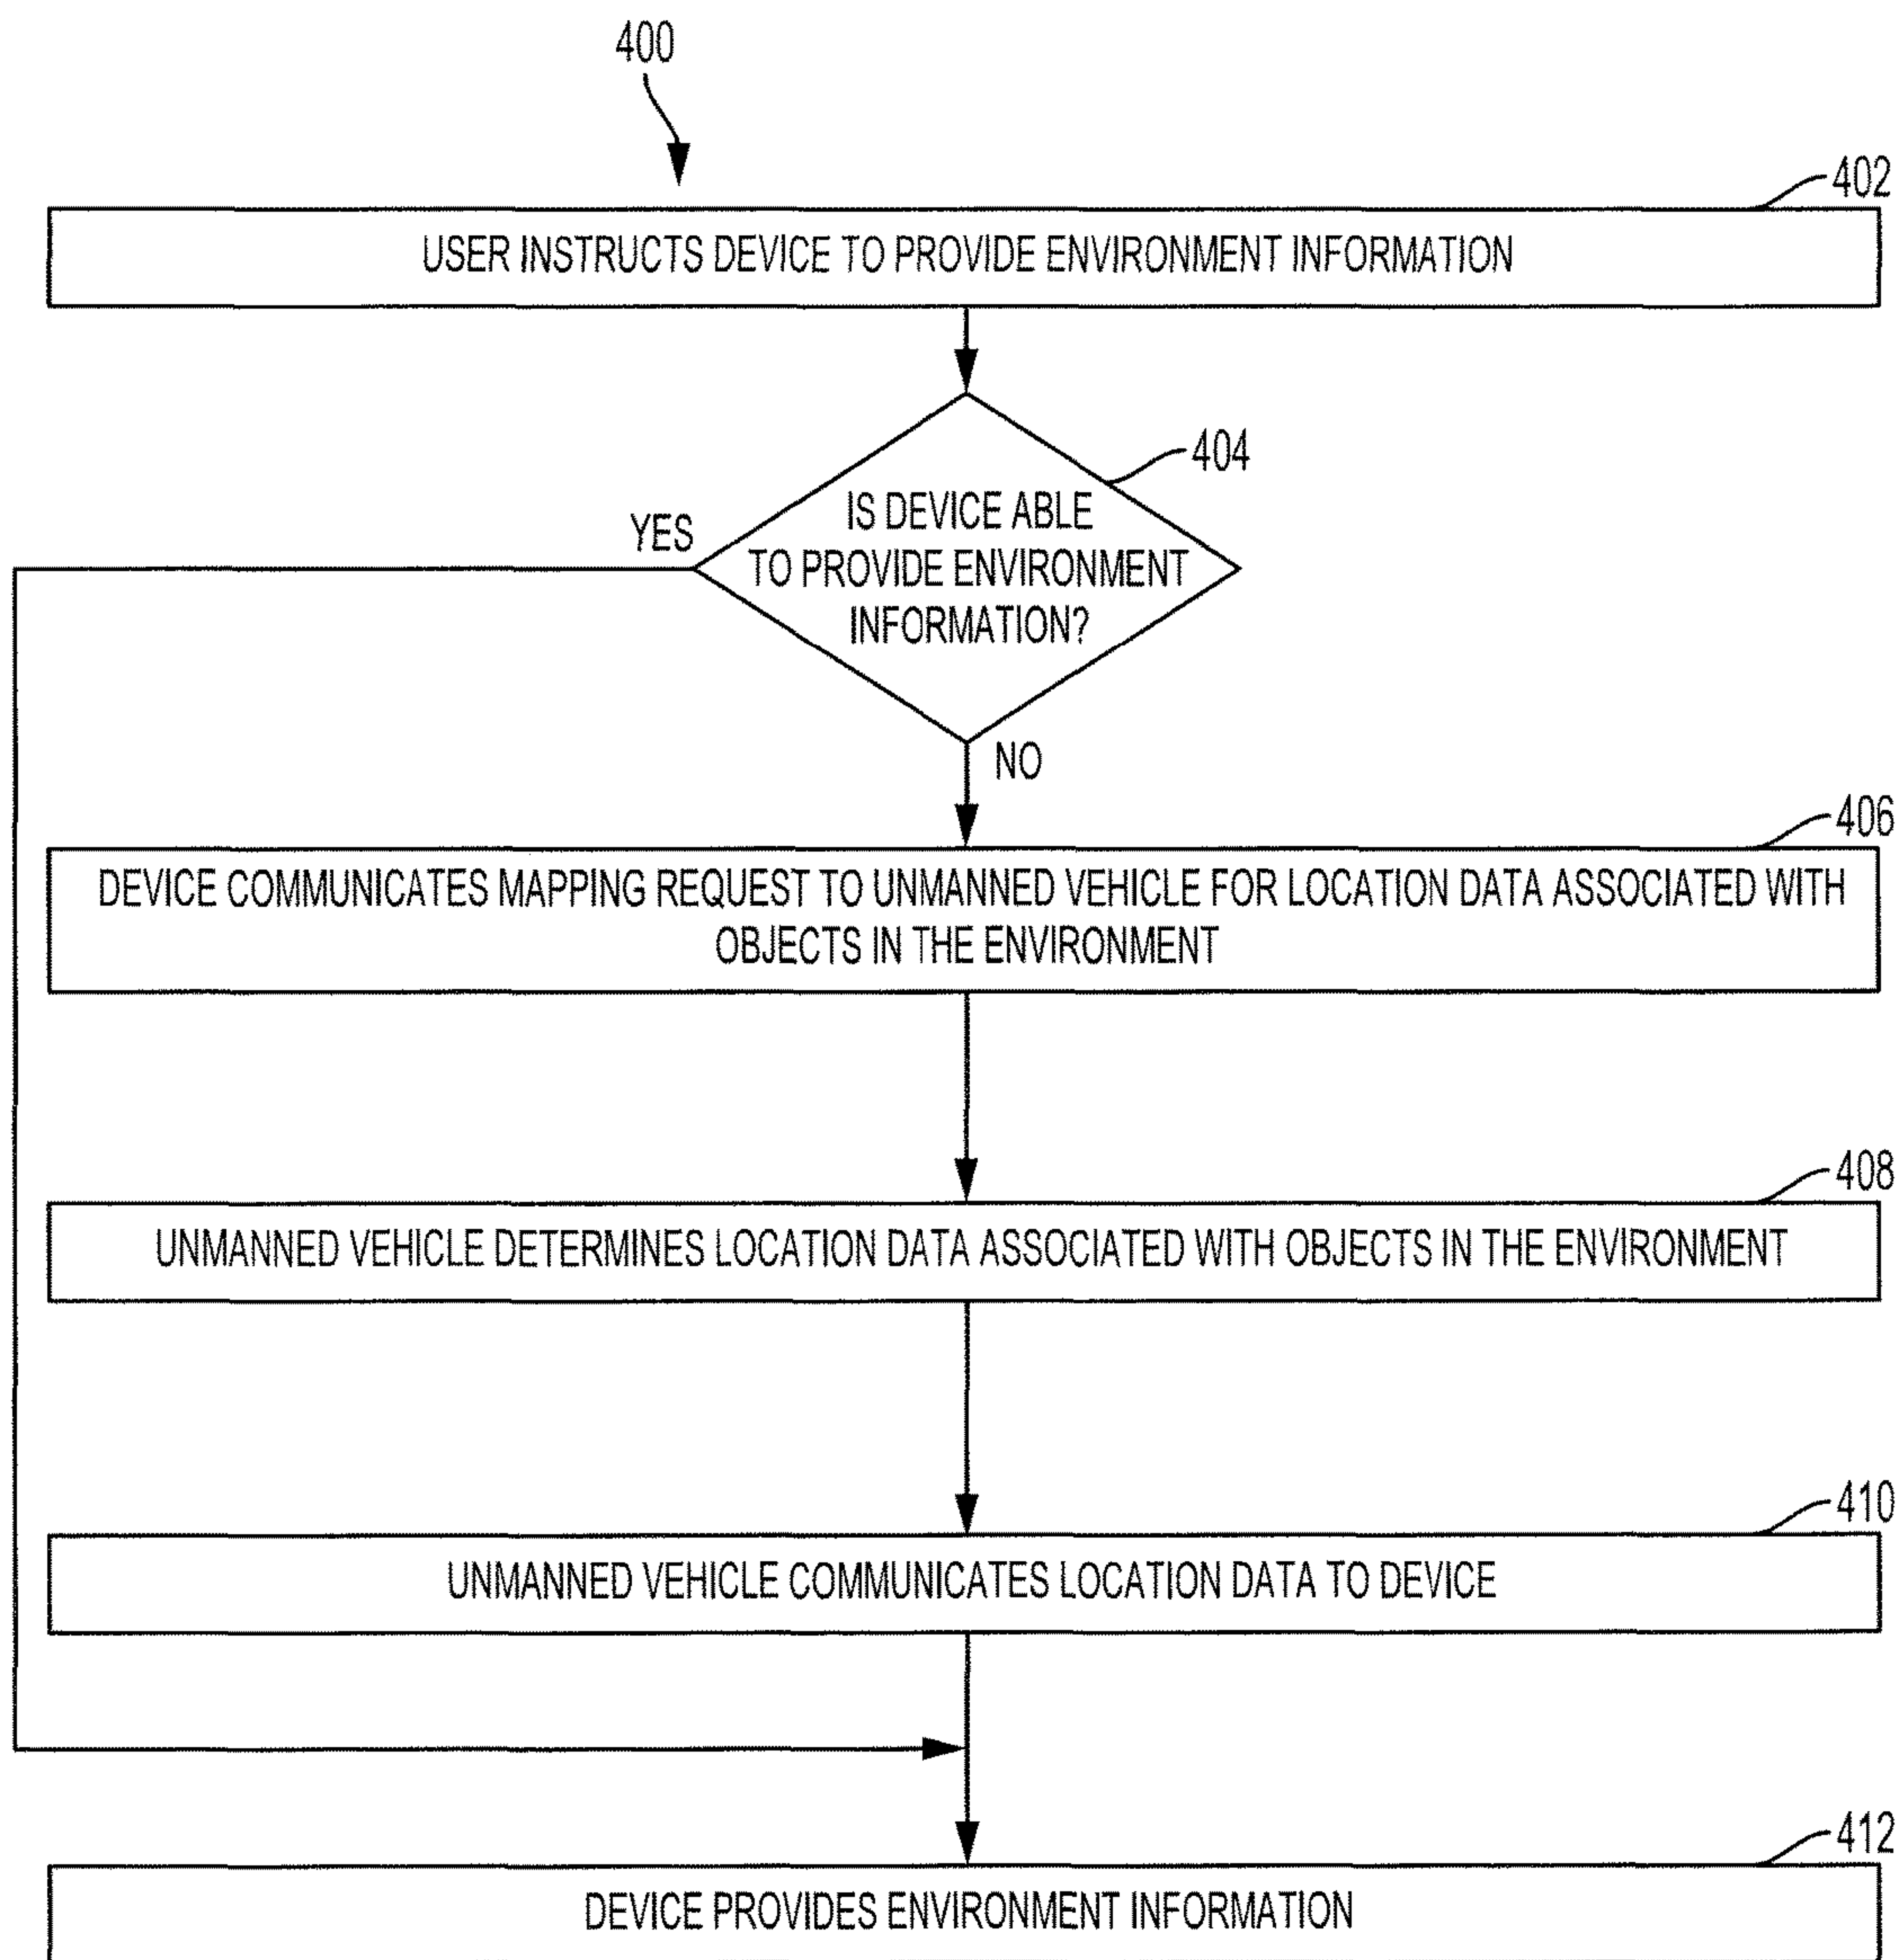 400
402
USER INSTRUCTS DEVICE TO PROVIDE ENVIRONMENT INFORMATION
404
IS DEVICE ABLE
TO PROVIDE ENVIRONMENT
INFORMATION?
YES
NO
406
DEVICE COMMUNICATES MAPPING REQUEST TO UNMANNED VEHICLE FOR LOCATION DATA ASSOCIATED WITH
OBJECTS IN THE ENVIRONMENT
408
UNMANNED VEHICLE DETERMINES LOCATION DATA ASSOCIATED WITH OBJECTS IN THE ENVIRONMENT
410
UNMANNED VEHICLE COMMUNICATES LOCATION DATA TO DEVICE
412
DEVICE PROVIDES ENVIRONMENT INFORMATION